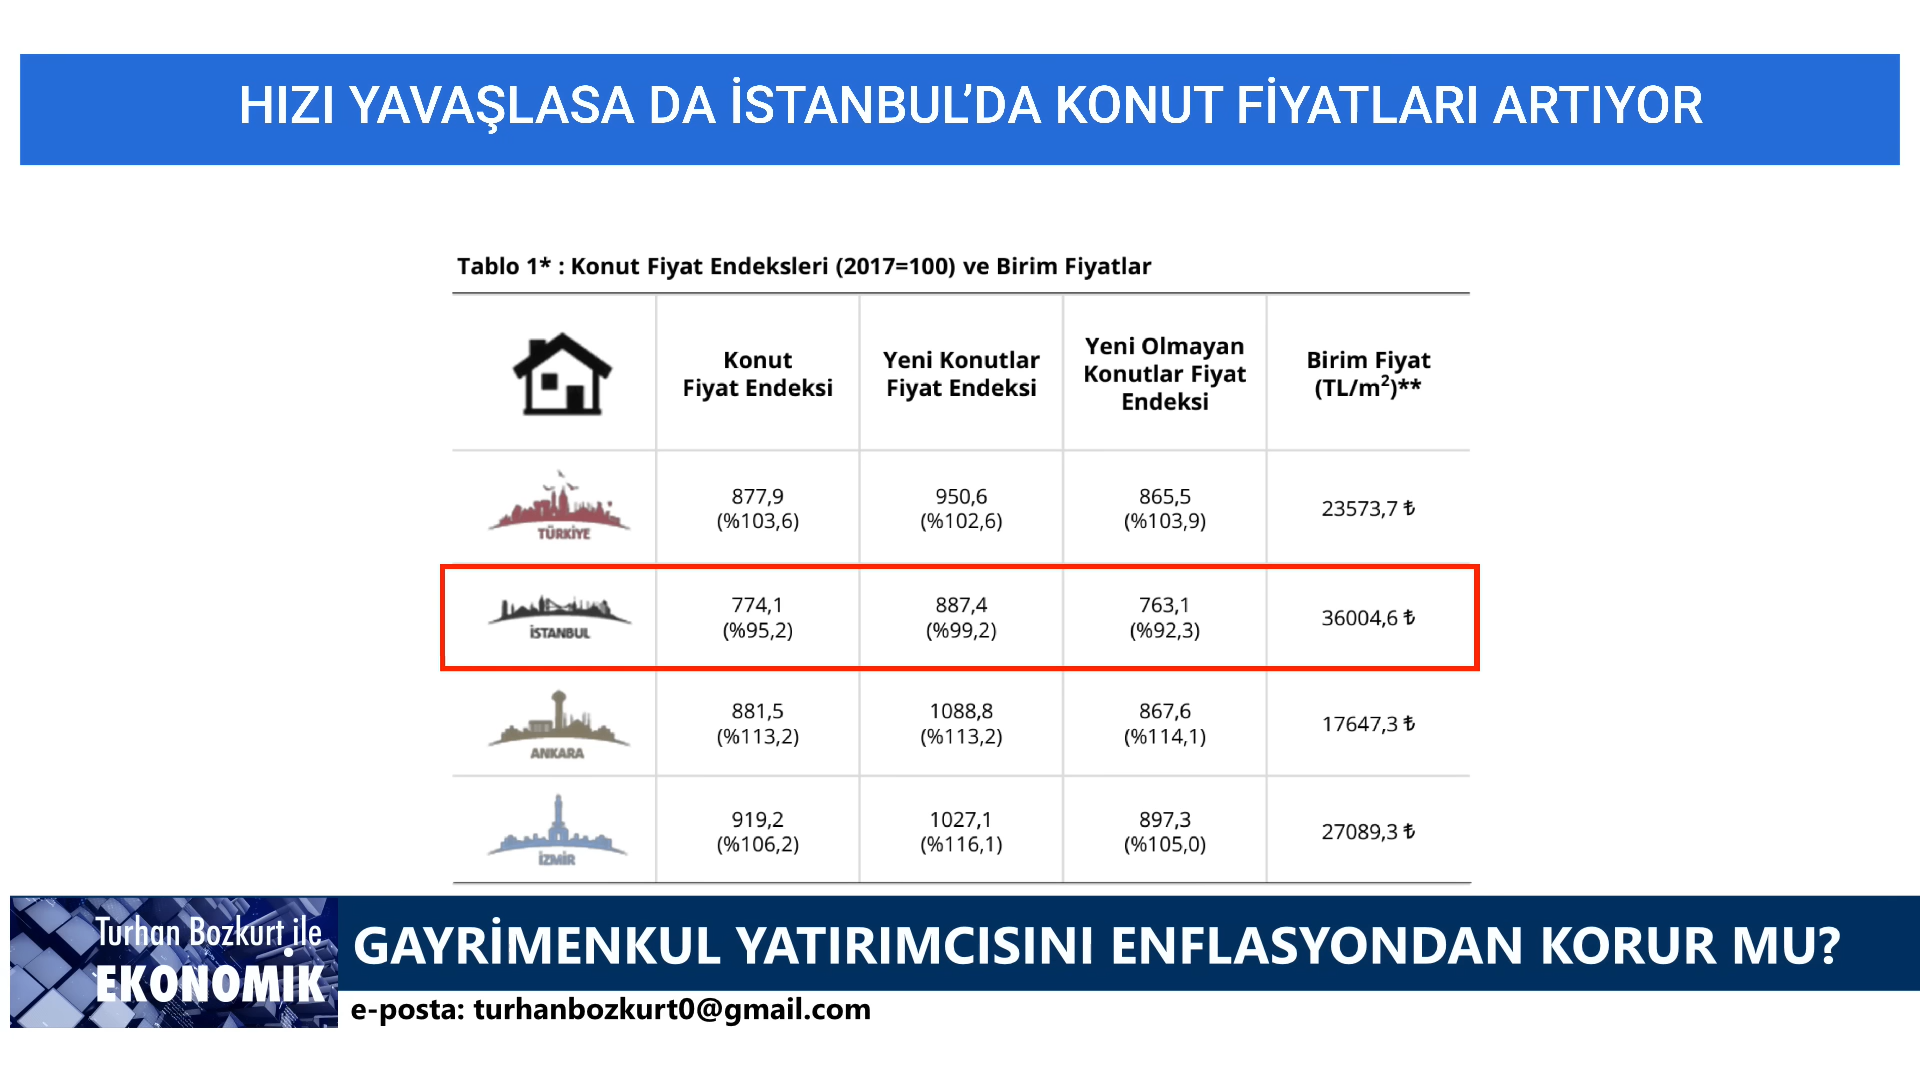 HIZI YAVAŞLASA DA İSTANBUL’DA KONUT FİYATLARI ARTIYOR
Tablo 1* : Konut Fiyat Endeksleri (2017=100) ve Birim Fiyatlar
Konut
Fiyat Endeksi
Yeni Konutlar
Fiyat Endeksi
Yeni Olmayan
Konutlar Fiyat
Endeksi
Birim Fiyat
(TL/m²)**
TÜRKİYE
877,9
(%103,6)
950,6
(%102,6)
865,5
(%103,9)
23573,7 ₺
İSTANBUL
774,1
(%95,2)
887,4
(%99,2)
763,1
(%92,3)
36004,6 ₺
ANKARA
881,5
(%113,2)
1088,8
(%113,2)
867,6
(%114,1)
17647,3 ₺
İZMİR
919,2
(%106,2)
1027,1
(%116,1)
897,3
(%105,0)
27089,3 ₺
Turhan Bozkurt ile
EKONOMİK
GAYRİMENKUL YATIRIMCISINI ENFLASYONDAN KORUR MU?
e-posta: turhanbozkurt0@gmail.com